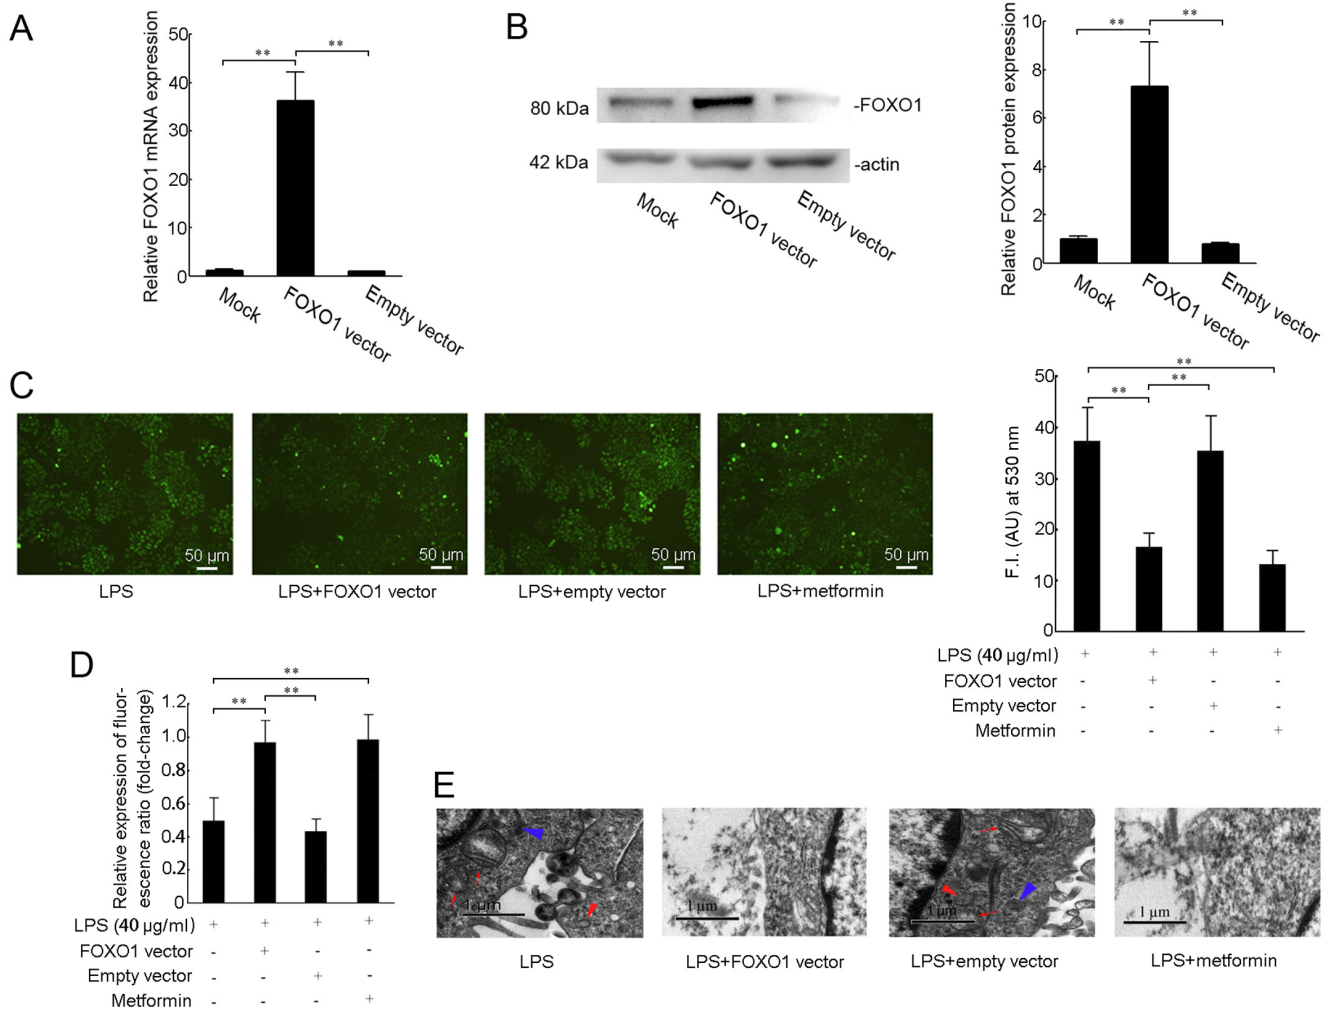 A
Relative FOXO1 mRNA expression
50
40
30
20
10
0
**
**
Mock
FOXO1 vector
Empty vector
B
80 kDa
-FOXO1
42 kDa
-actin
Mock
FOXO1 vector
Empty vector
Relative FOXO1 protein expression
10
8
6
4
2
0
**
**
Mock
FOXO1 vector
Empty vector
C
50 µm
50 µm
50 µm
50 µm
LPS
LPS+FOXO1 vector
LPS+empty vector
LPS+metformin
F.I. (AU) at 530 nm
50
40
30
20
10
0
**
**
**
LPS (40 µg/ml) + + + +
FOXO1 vector - + - -
Empty vector - - + -
Metformin - - - +
D
Relative expression of fluor-
escence ratio (fold-change)
1.2
1.0
0.8
0.6
0.4
0.2
0
**
**
**
LPS (40 µg/ml) + + + +
FOXO1 vector - + - -
Empty vector - - + -
Metformin - - - +
E
1 µm
1 µm
1 µm
1 µm
LPS
LPS+FOXO1 vector
LPS+empty vector
LPS+metformin